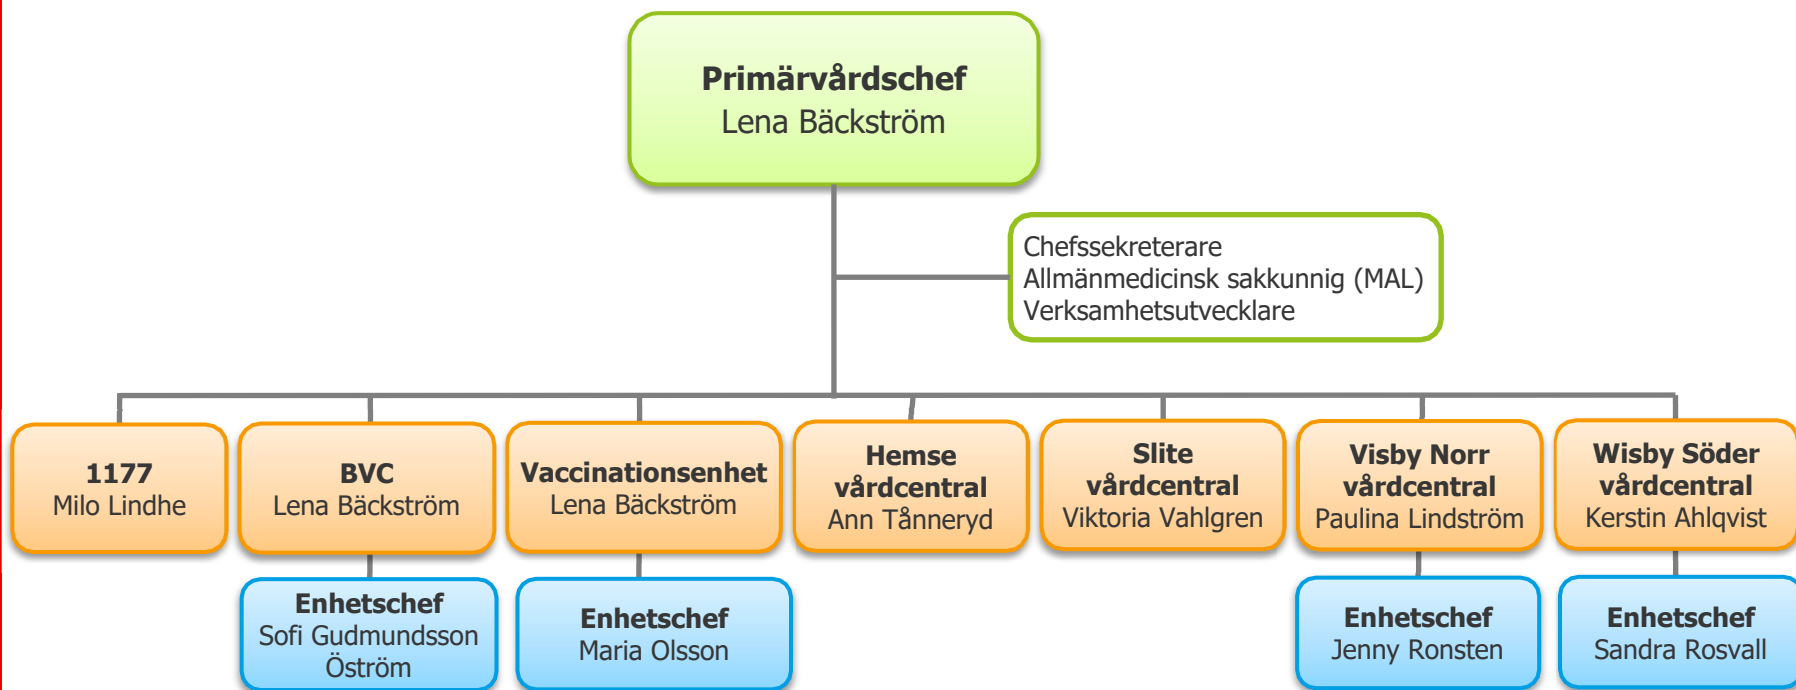 Primärvårdschef
Lena Bäckström
Chefssekreterare
Allmänmedicinsk sakkunnig (MAL)
Verksamhetsutvecklare
1177
Milo Lindhe
BVC
Lena Bäckström
Vaccinationsenhet
Lena Bäckström
Hemse
vårdcentral
Ann Tånneryd
Slite
vårdcentral
Viktoria Vahlgren
Visby Norr
vårdcentral
Paulina Lindström
Wisby Söder
vårdcentral
Kerstin Ahlqvist
Enhetschef
Sofi Gudmundsson
Öström
Enhetschef
Maria Olsson
Enhetschef
Jenny Ronsten
Enhetschef
Sandra Rosvall